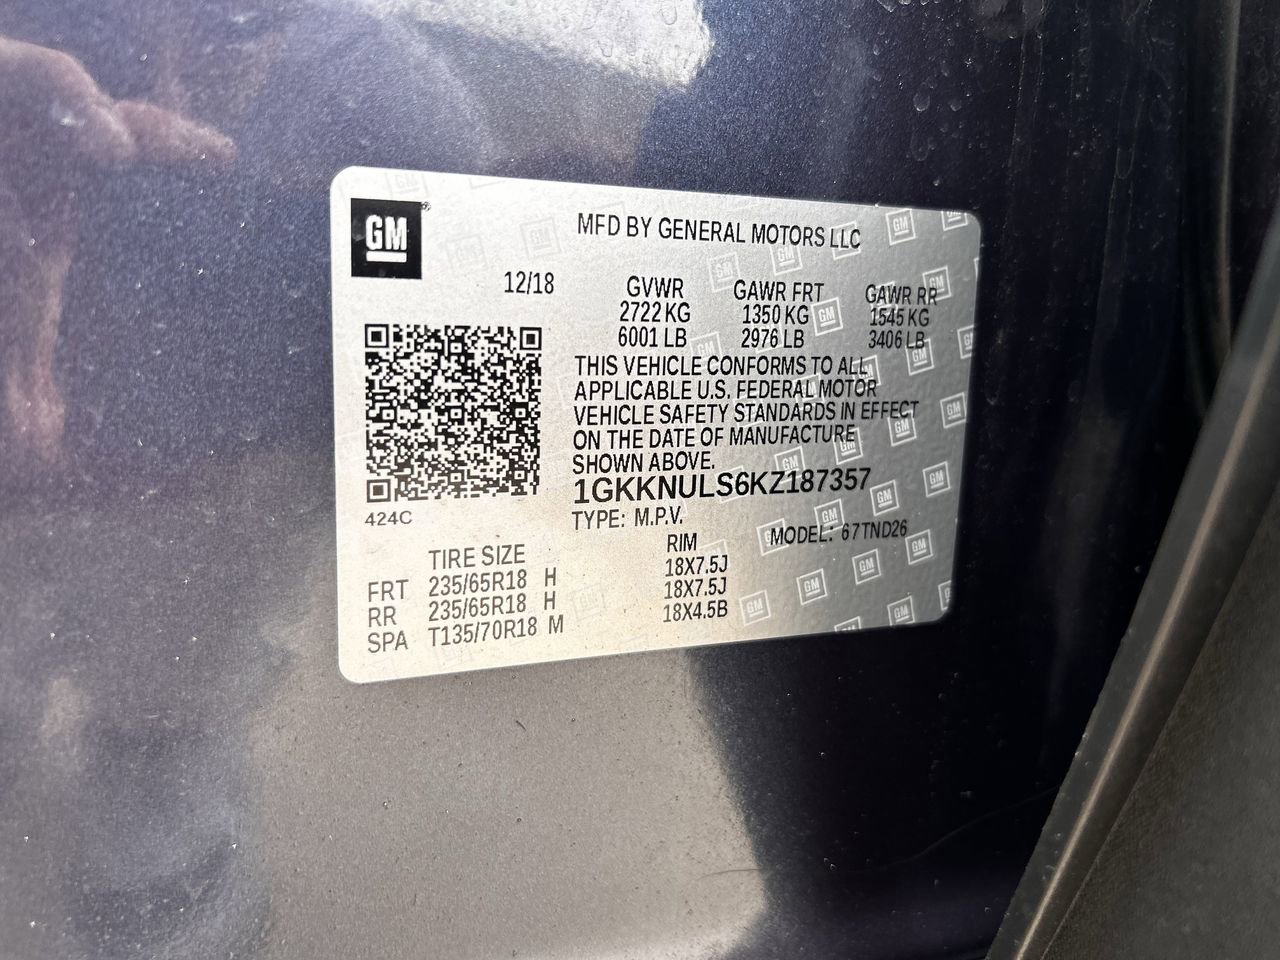 GM
MFD BY GENERAL MOTORS LLC
12/18 GVWR GAWR FRT GAWR RR
2722 KG 1350 KG 1545 KG
6001 LB 2976 LB 3406 LB
THIS VEHICLE CONFORMS TO ALL
APPLICABLE U.S. FEDERAL MOTOR
VEHICLE SAFETY STANDARDS IN EFFECT
ON THE DATE OF MANUFACTURE
SHOWN ABOVE.
1GKKNULS6KZ187357
424C
TYPE: M.P.V. MODEL: 67TND26
TIRE SIZE RIM
FRT 235/65R18 H 18X7.5J
RR 235/65R18 H 18X7.5J
SPA T135/70R18 M 18X4.5B